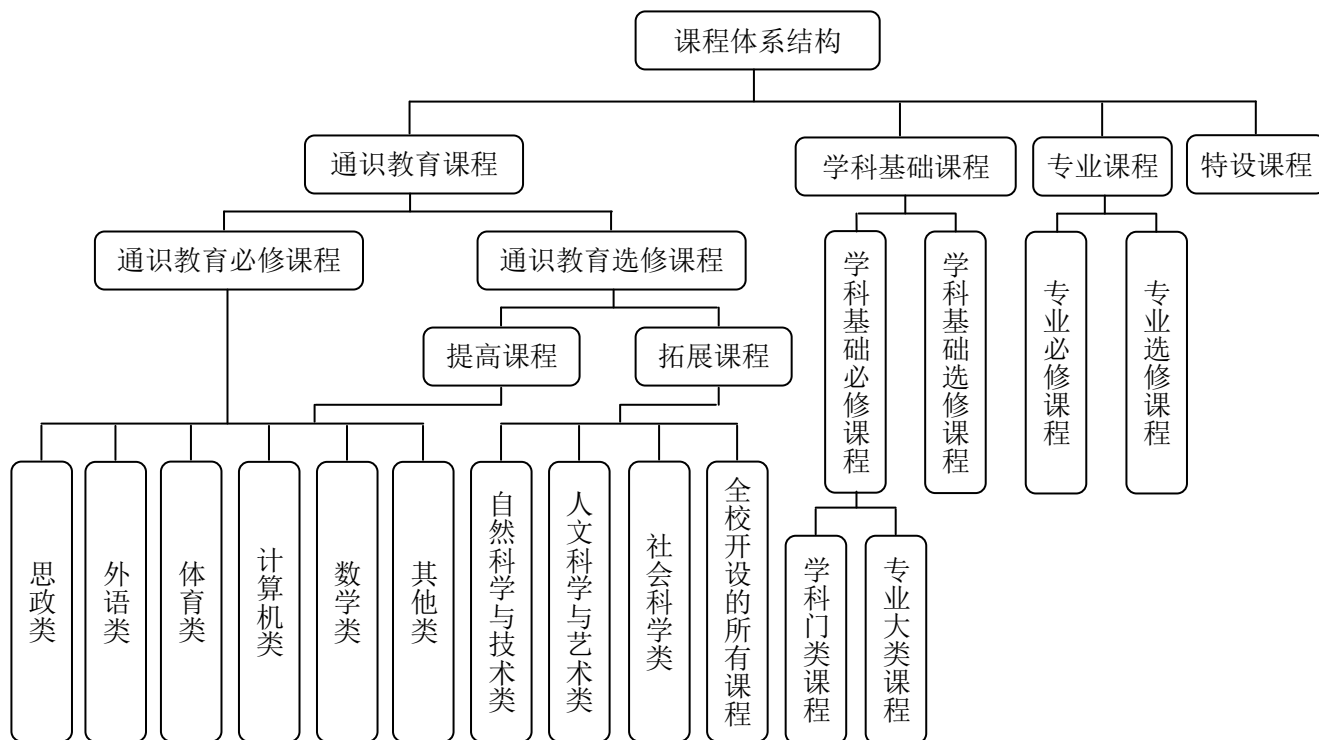 课程体系结构
通识教育课程
学科基础课程
专业课程
特设课程
通识教育必修课程
通识教育选修课程
学科基础必修课程
学科基础选修课程
专业必修课程
专业选修课程
提高课程
拓展课程
思政类
外语类
体育类
计算机类
数学类
其他类
自然科学与技术类
人文科学与艺术类
社会科学类
全校开设的所有课程
学科门类课程
专业大类课程